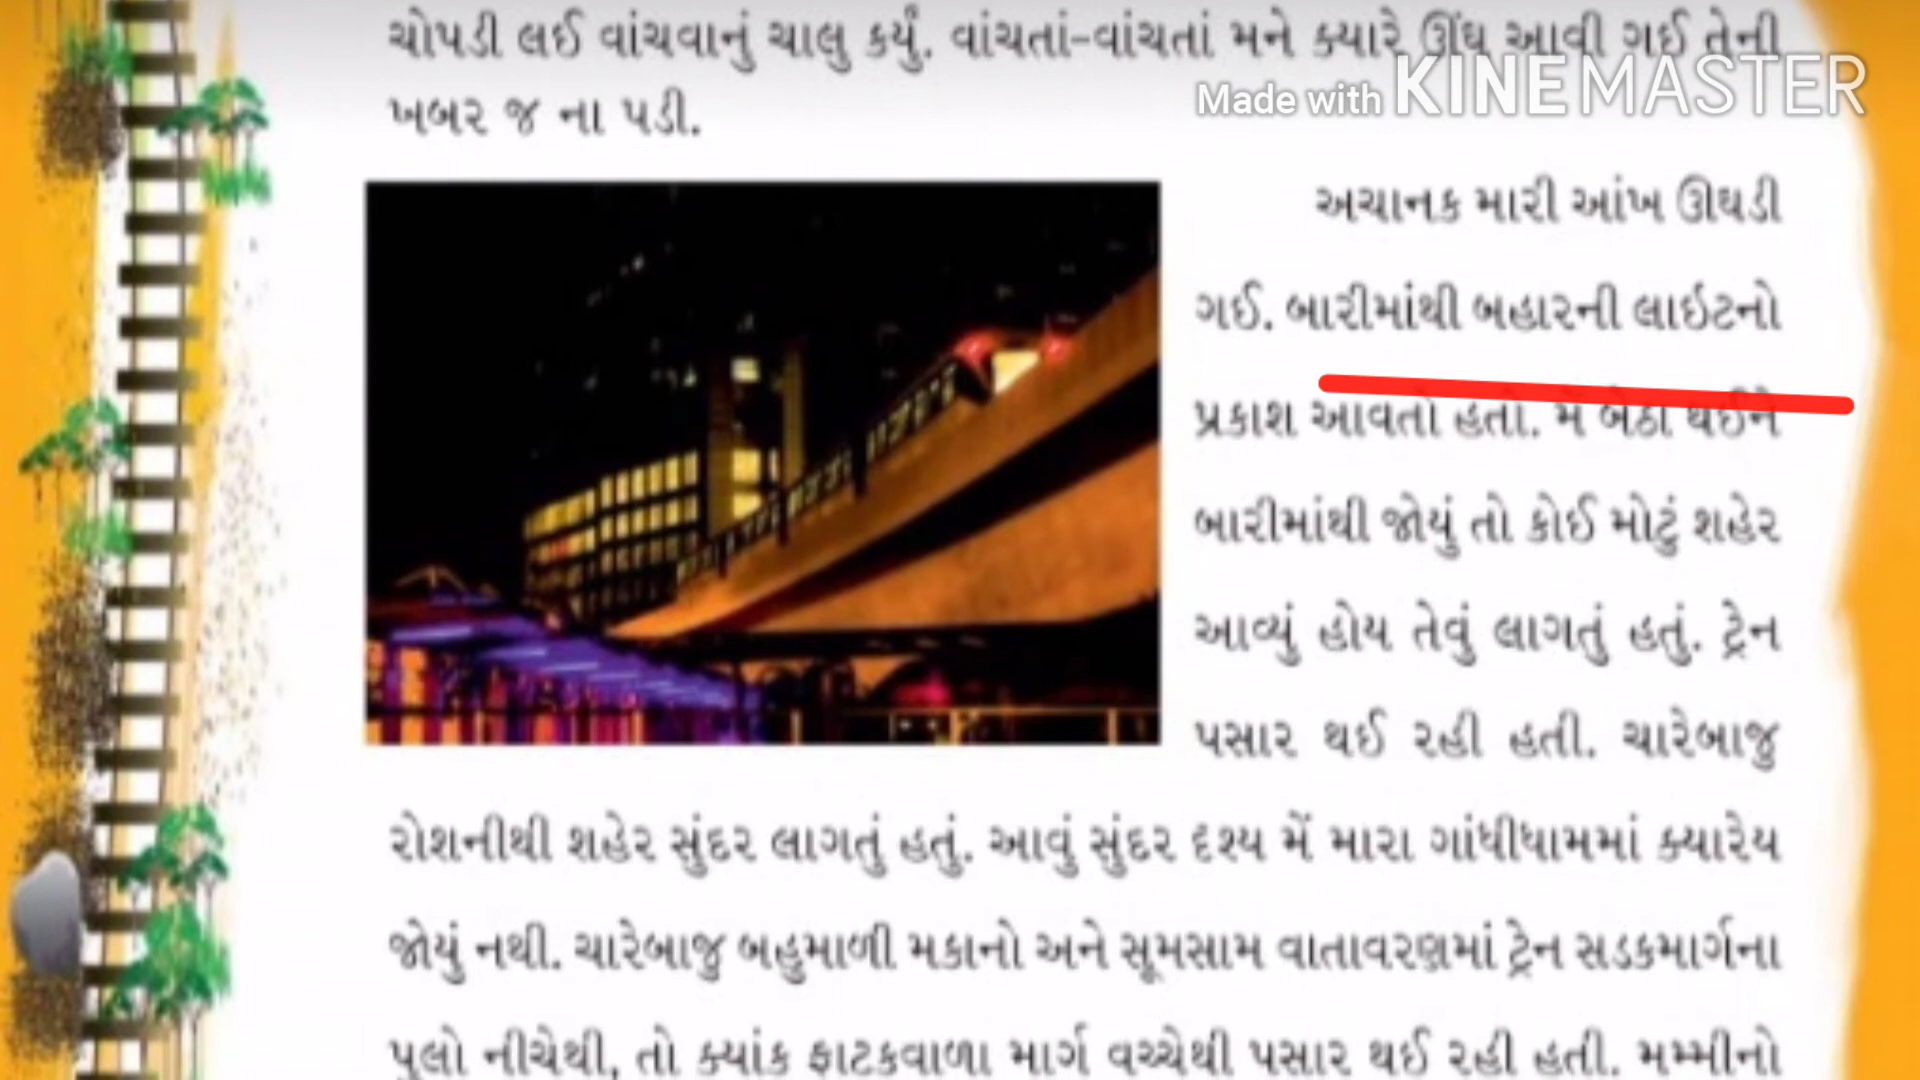 ચોપડી લઈ વાંચવાનું ચાલુ કર્યું. વાંચતાં-વાંચતાં મને ક્યારે ઊંઘ આવી ગઈ તેની
Made with KINEMASTER
ખબર જ ના પડી.
અચાનક મારી આંખ ઊઘડી
ગઈ. બારીમાંથી બહારની લાઇટનો
પ્રકાશ આવતો હતો. મેં બેઠા થઈને
બારીમાંથી જોયું તો કોઈ મોટું શહેર
આવ્યું હોય તેવું લાગતું હતું. ટ્રેન
પસાર થઈ રહી હતી. ચારેબાજુ
રોશનીથી શહેર સુંદર લાગતું હતું. આવું સુંદર દૃશ્ય મેં મારા ગાંધીધામમાં ક્યારેય
જોયું નથી. ચારેબાજુ બહુમાળી મકાનો અને સૂમસામ વાતાવરણમાં ટ્રેન સડકમાર્ગના
પુલો નીચેથી, તો ક્યાંક ફાટકવાળા માર્ગ વચ્ચેથી પસાર થઈ રહી હતી. મમ્મીનો